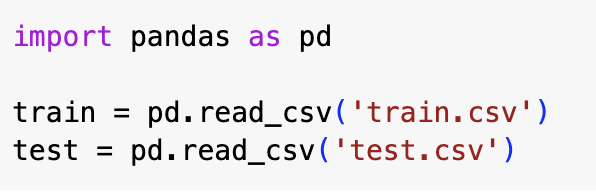 import pandas as pd
train = pd.read_csv('train.csv')
test = pd.read_csv('test.csv')